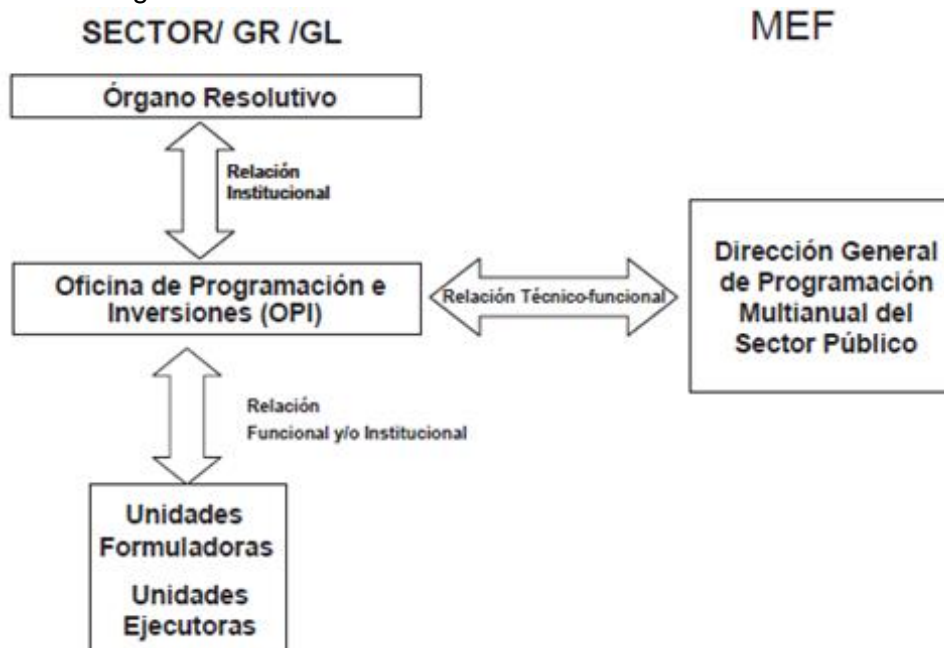 SECTOR/ GR /GL
MEF
Órgano Resolutivo
Relación
Institucional
Oficina de Programación e
Inversiones (OPI)
Relación Técnico-funcional
Dirección General
de Programación
Multianual del
Sector Público
Relación
Funcional y/o Institucional
Unidades
Formuladoras
Unidades
Ejecutoras